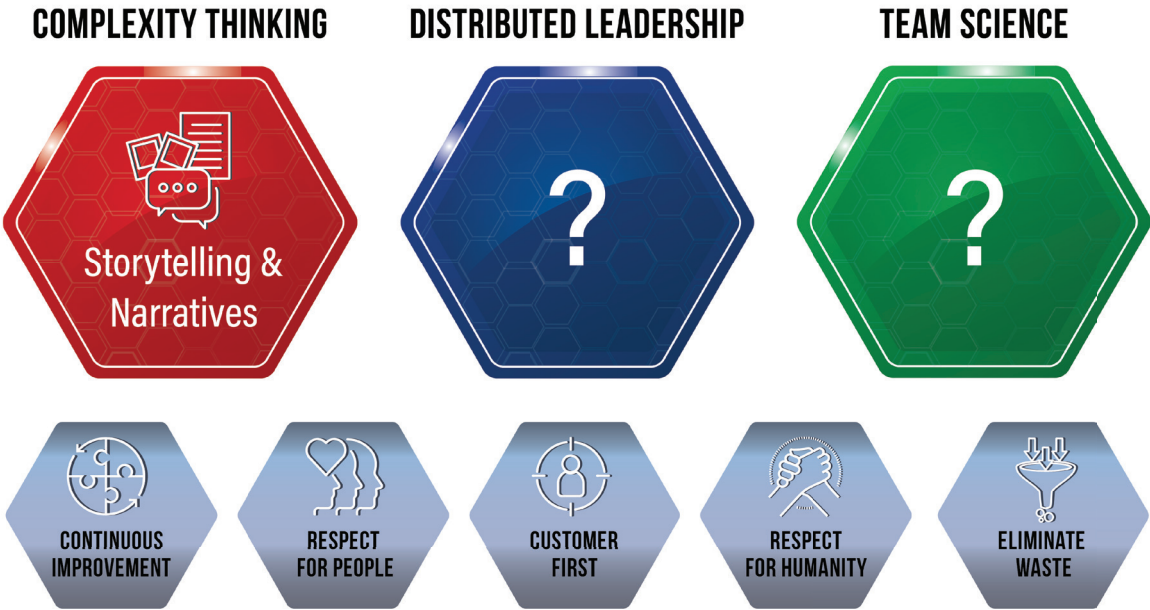 COMPLEXITY THINKING
DISTRIBUTED LEADERSHIP
TEAM SCIENCE
Storytelling &
Narratives
?
?
CONTINUOUS
IMPROVEMENT
RESPECT
FOR PEOPLE
CUSTOMER
FIRST
RESPECT
FOR HUMANITY
ELIMINATE
WASTE